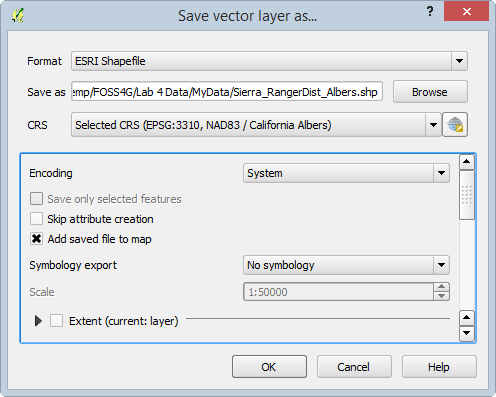 Save vector layer as...
? ×
Format ESRI Shapefile
Save as emp/FOSS4G/Lab 4 Data/MyData/Sierra_RangerDist_Albers.shp Browse
CRS Selected CRS (EPSG:3310, NAD83 / California Albers)
Encoding System
Save only selected features
Skip attribute creation
Add saved file to map
Symbology export No symbology
Scale 1:50000
Extent (current: layer)
OK Cancel Help